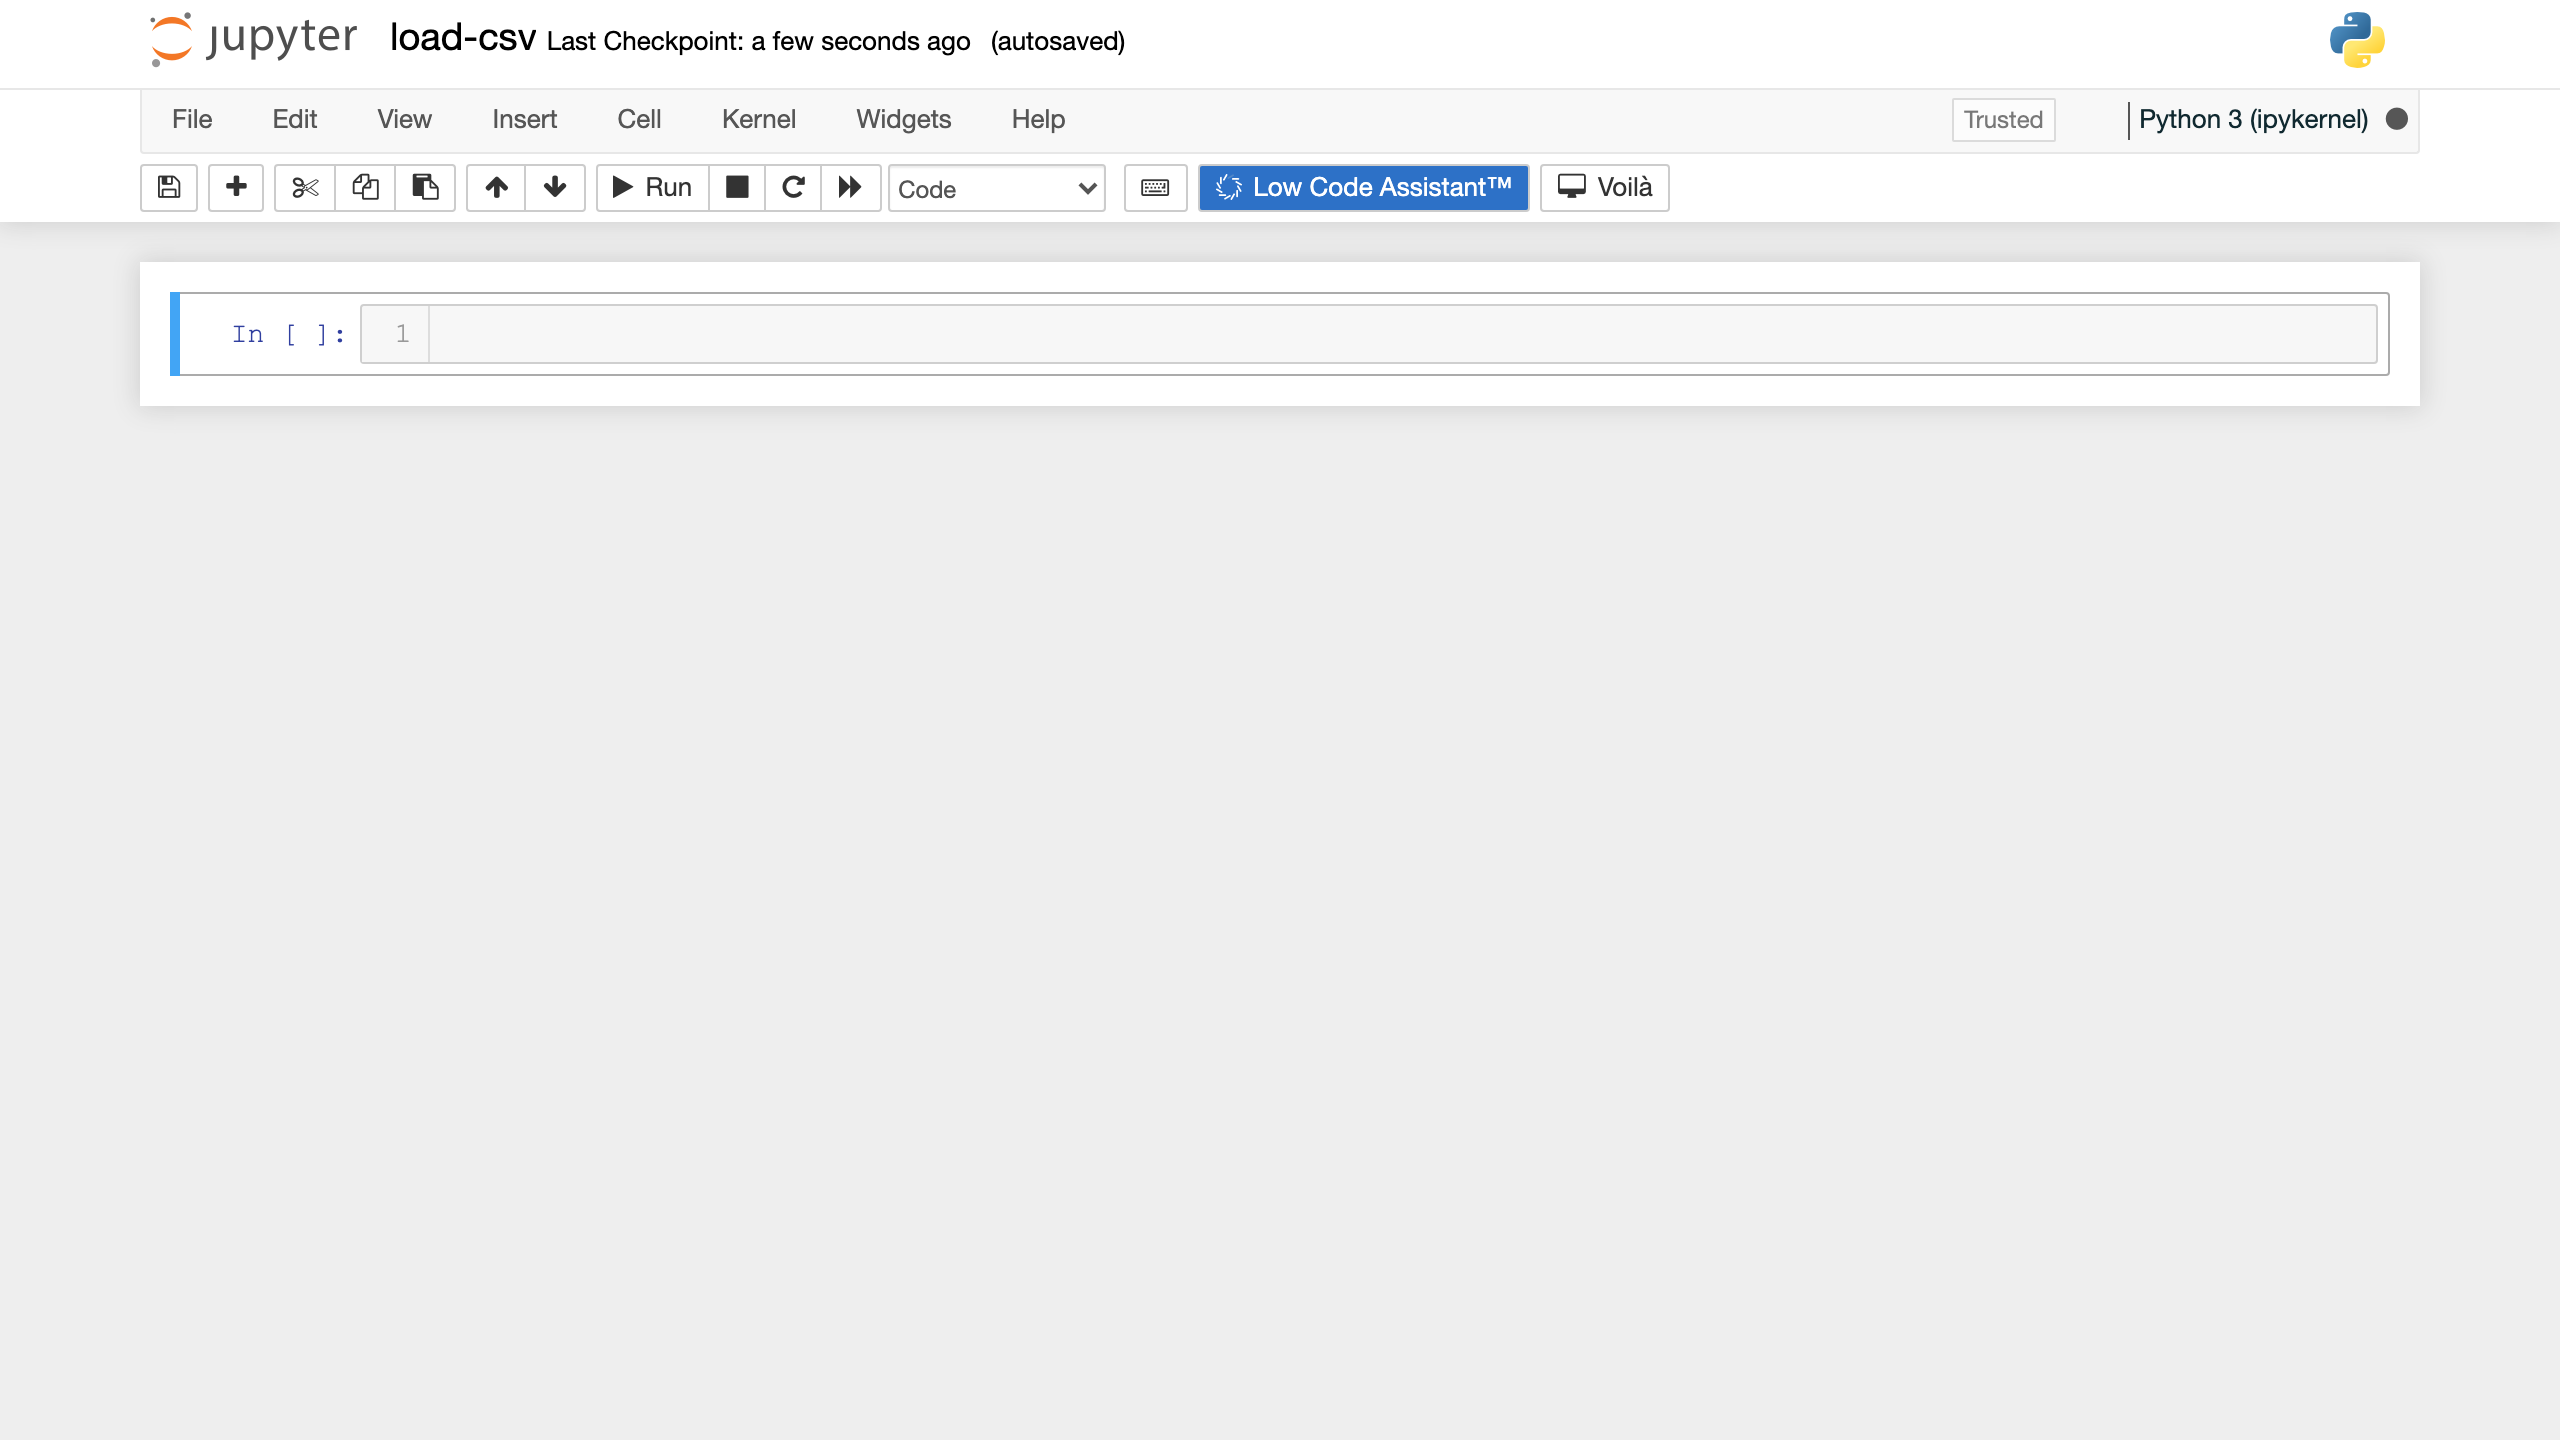 jupyter load-csv Last Checkpoint: a few seconds ago (autosaved)
File Edit View Insert Cell Kernel Widgets Help Trusted Python 3 (ipykernel)
Run Code Low Code Assistant™ Voilà
In [ ]: 1